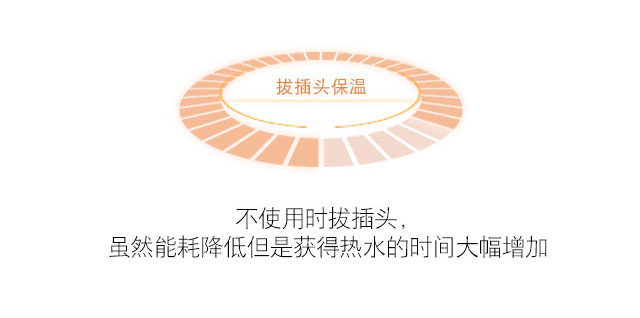 拔插头保温
不使用时拔插头，
虽然能耗降低但是获得热水的时间大幅增加